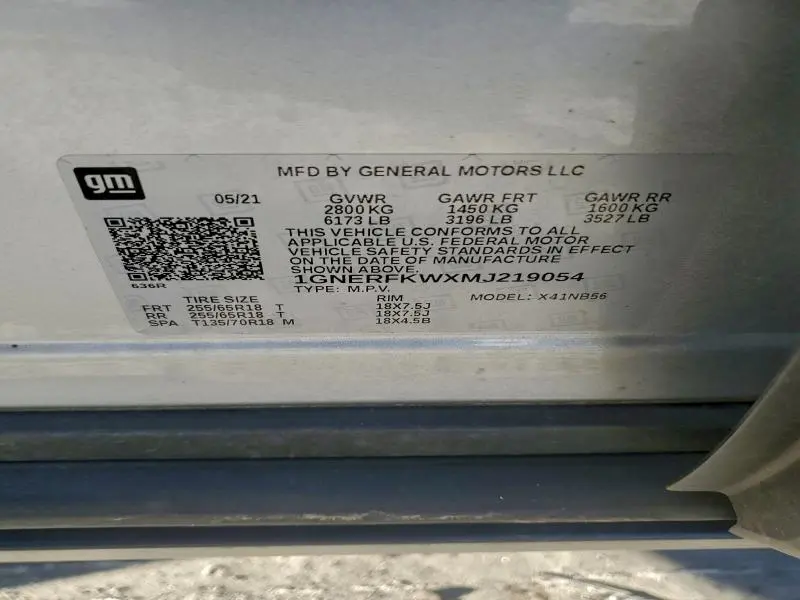 gm
MFD BY GENERAL MOTORS LLC
05/21 GVWR GAWR FRT GAWR RR
2800 KG 1450 KG 1600 KG
6173 LB 3196 LB 3527 LB
THIS VEHICLE CONFORMS TO ALL
APPLICABLE U.S. FEDERAL MOTOR
VEHICLE SAFETY STANDARDS IN EFFECT
ON THE DATE OF MANUFACTURE
SHOWN ABOVE.
636R
1GNERFKWXMJ219054
TYPE: M.P.V. MODEL: X41NB56
TIRE SIZE RIM
FRT 255/65R18 T 18X7.5J
RR 255/65R18 T 18X7.5J
SPA T135/70R18 M 18X4.5B